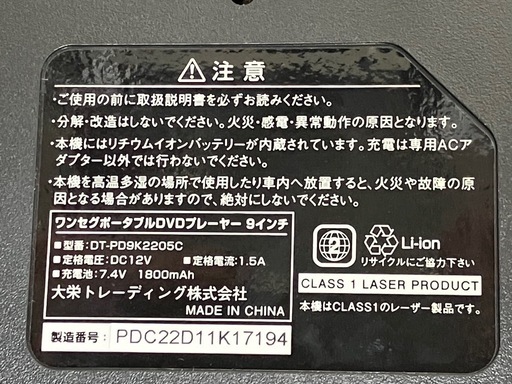 ⚠注意
・ご使用の前に取扱説明書を必ずお読みください。
・分解・改造はしないでください。火災・感電・異常動作の原因となります。
・本機にはリチウムイオンバッテリーが内蔵されています。充電は専用ACア
ダプター以外では行わないでください。
・本機を高温多湿の場所で使用したり車内へ放置すると、火災や故障の原
因となる場合がありますので、絶対にしないでください。
ワンセグポータブルDVDプレーヤー 9インチ
・型番:DT-PD9K2205C
・定格電圧:DC12V ・定格電流:1.5A
・充電池:7.4V 1800mAh
大栄トレーディング株式会社
MADE IN CHINA
製造番号: PDC22D11K17194
2
Li-ion
リサイクルにご協力下さい
CLASS 1 LASER PRODUCT
本機はCLASS1のレーザー製品です。